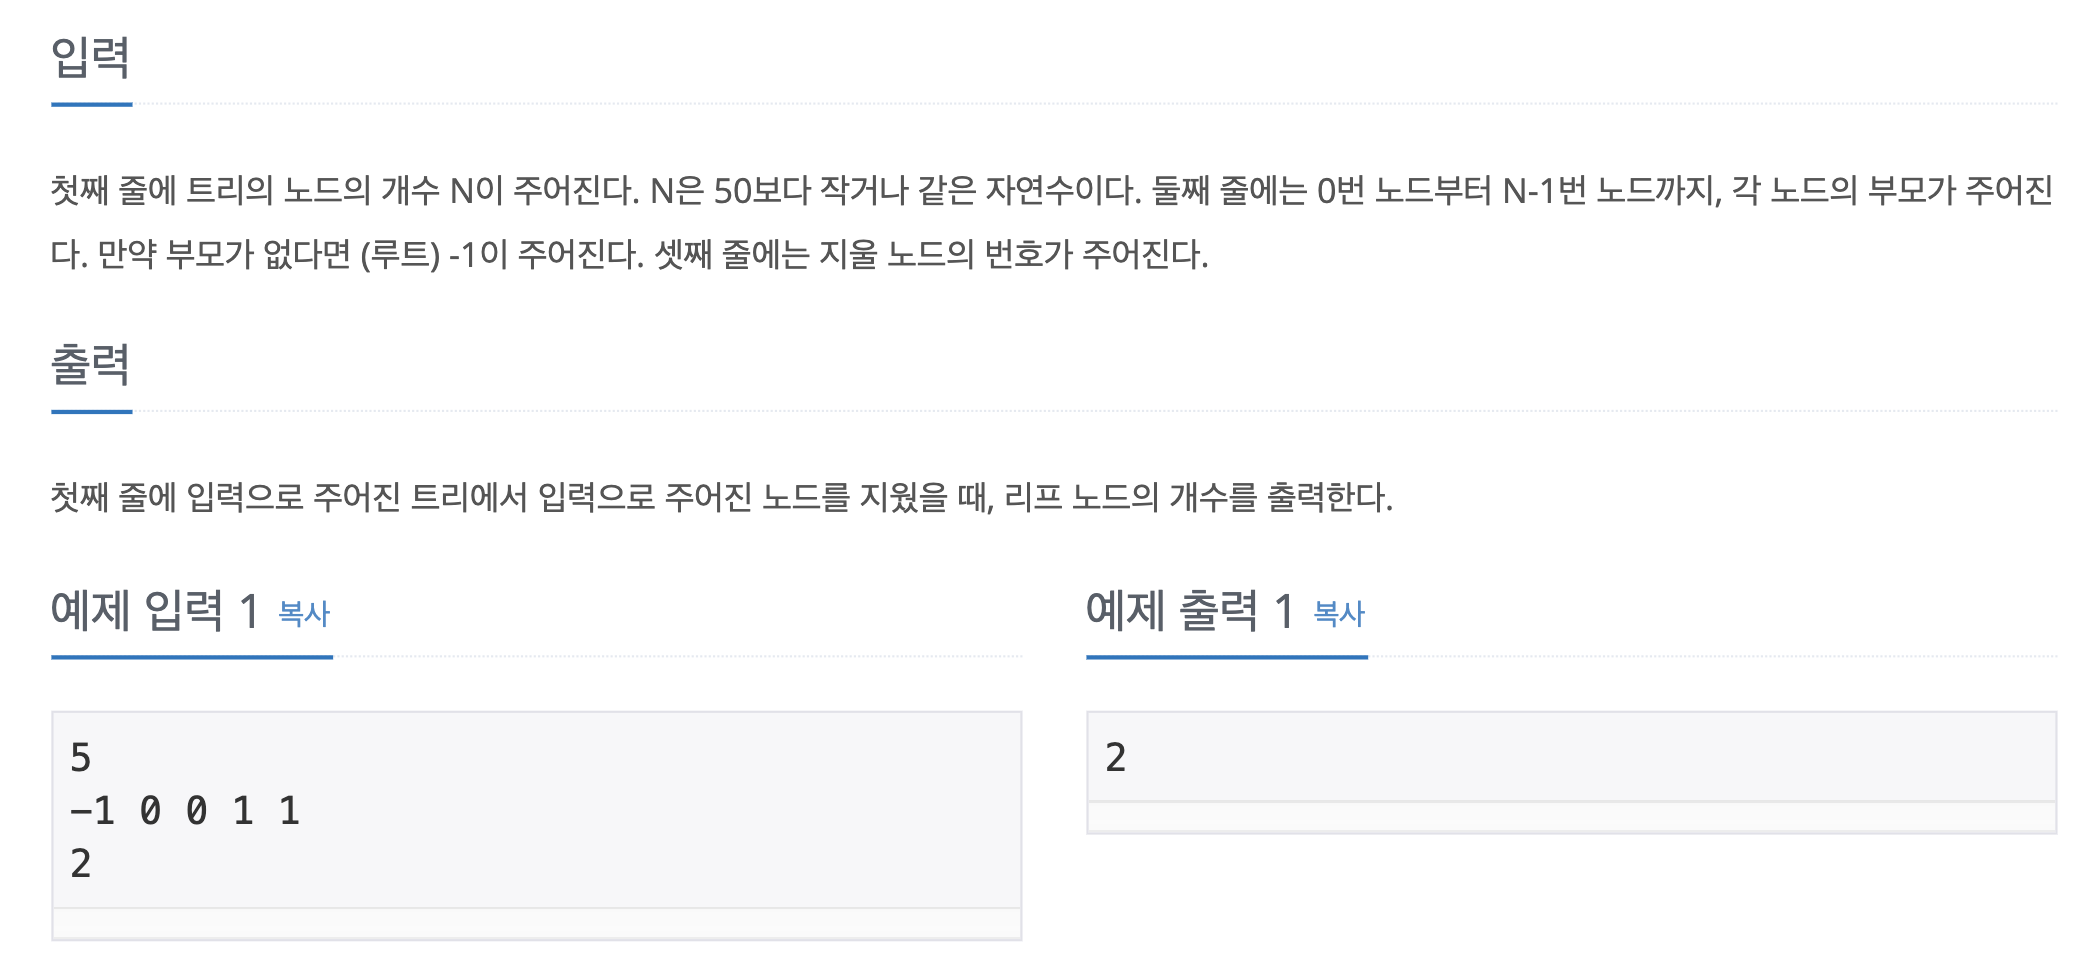 입력
첫째 줄에 트리의 노드의 개수 N이 주어진다. N은 50보다 작거나 같은 자연수이다. 둘째 줄에는 0번 노드부터 N-1번 노드까지, 각 노드의 부모가 주어진
다. 만약 부모가 없다면 (루트) -1이 주어진다. 셋째 줄에는 지울 노드의 번호가 주어진다.
출력
첫째 줄에 입력으로 주어진 트리에서 입력으로 주어진 노드를 지웠을 때, 리프 노드의 개수를 출력한다.
예제 입력 1 복사
5
-1 0 0 1 1
2
예제 출력 1 복사
2